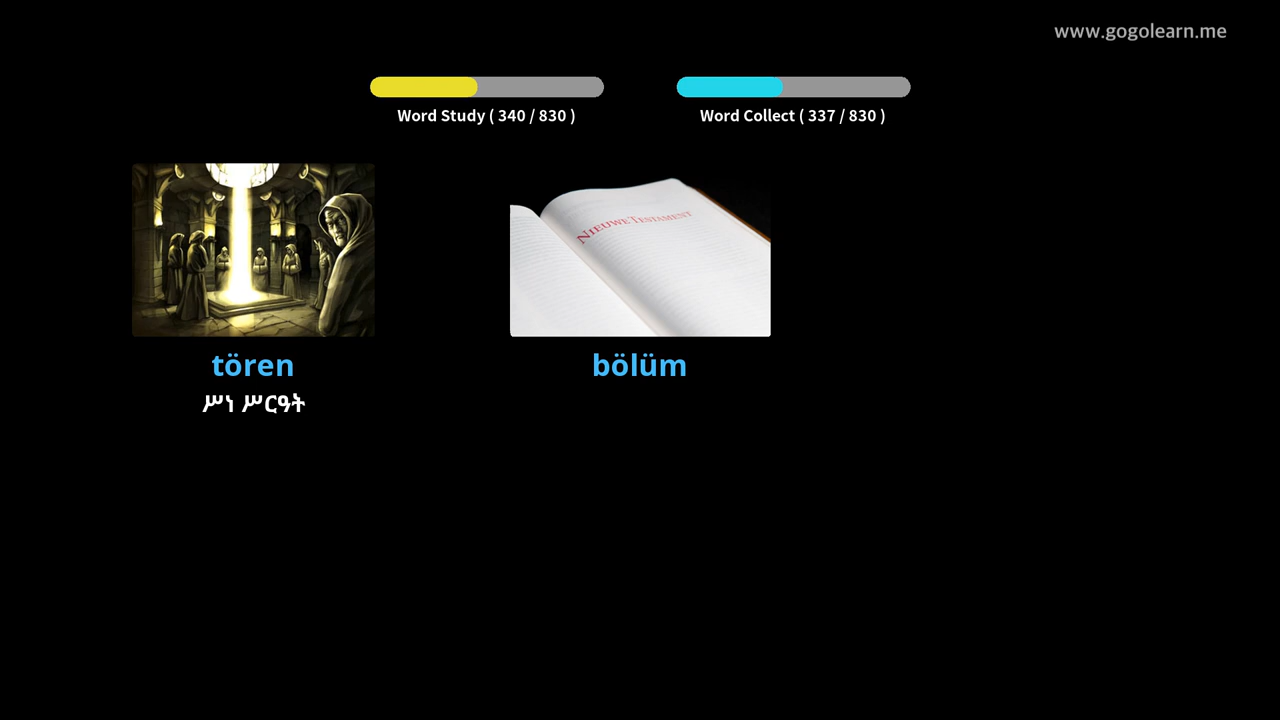 www.gogolearn.me
Word Study ( 340 / 830 )
Word Collect ( 337 / 830 )
NIEUWE TESTAMENT
tören
bölüm
ሥነ ሥርዓት